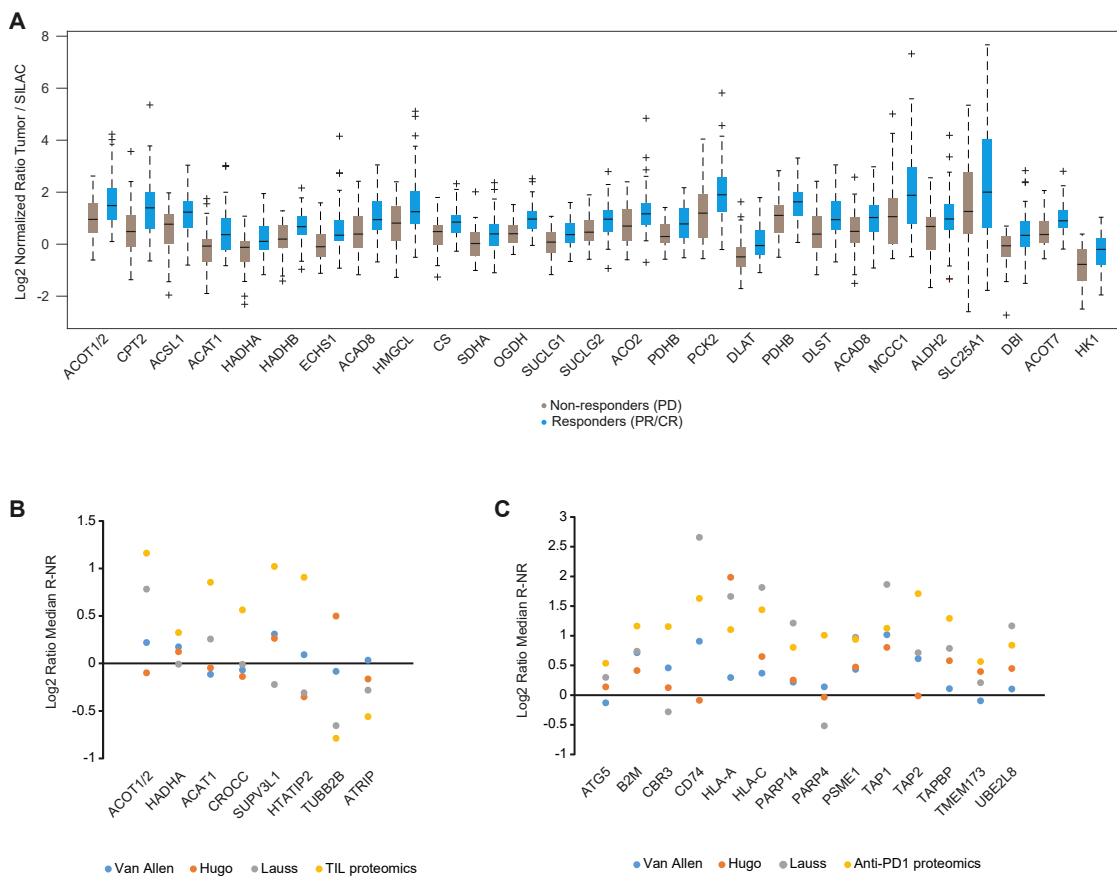 A
Log2 Normalized Ratio Tumor / SILAC
8
6
4
2
0
-2
ACOT1/2 CPT2 ACSL1 ACAT1 HADHA HADHB ECHS1 ACAD8 HMGCL CS SDHA OGDH SUCLG1 SUCLG2 ACO2 PDHB PCK2 DLAT PDHB DLST ACAD8 MCCC1 ALDH2 SLC25A1 DBI ACOT7 HK1
Non-responders (PD)
Responders (PR/CR)
B
Log2 Ratio Median R-NR
1.5
1
0.5
0
-0.5
-1
ACOT1/2 HADHA ACAT1 CROCC SUPV3L1 HTATIP2 TUBB2B ATRIP
Van Allen Hugo Lauss TIL proteomics
C
Log2 Ratio Median R-NR
3
2.5
2
1.5
1
0.5
0
-0.5
-1
ATG5 B2M CBR3 CD74 HLA-A HLA-C PARP14 PARP4 PSME1 TAP1 TAP2 TAPBP TMEM173 UBE2L8
Van Allen Hugo Lauss Anti-PD1 proteomics